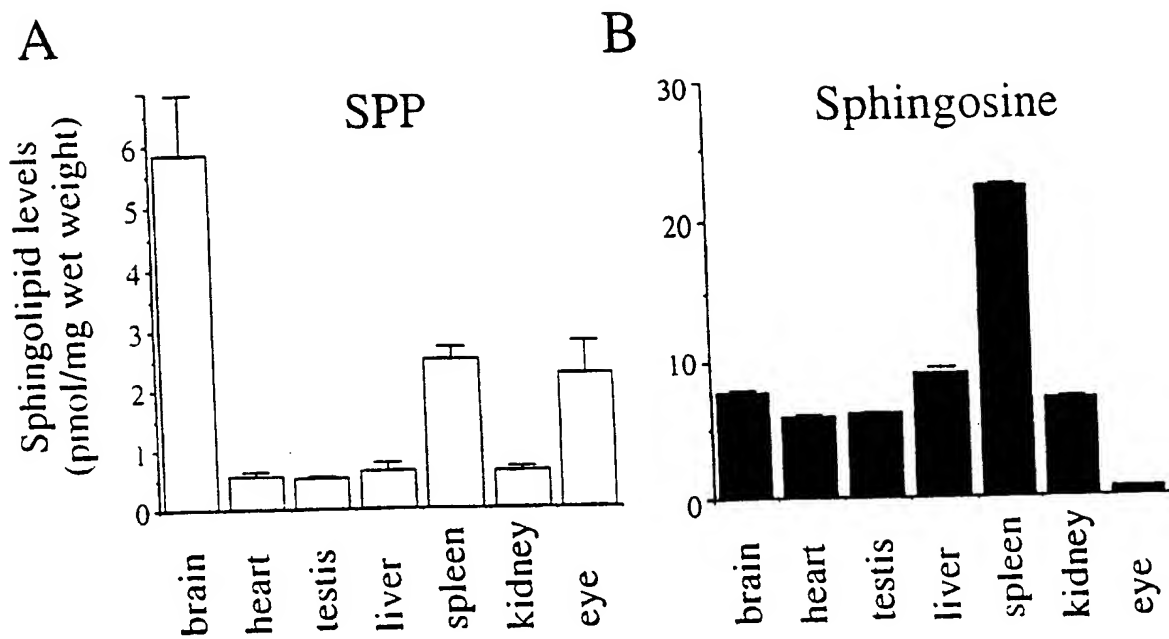 A
SPP
Sphingolipid levels
(pmol/mg wet weight)
6
5
4
3
2
1
0
brain
heart
testis
liver
spleen
kidney
eye
B
Sphingosine
30
20
10
0
brain
heart
testis
liver
spleen
kidney
eye